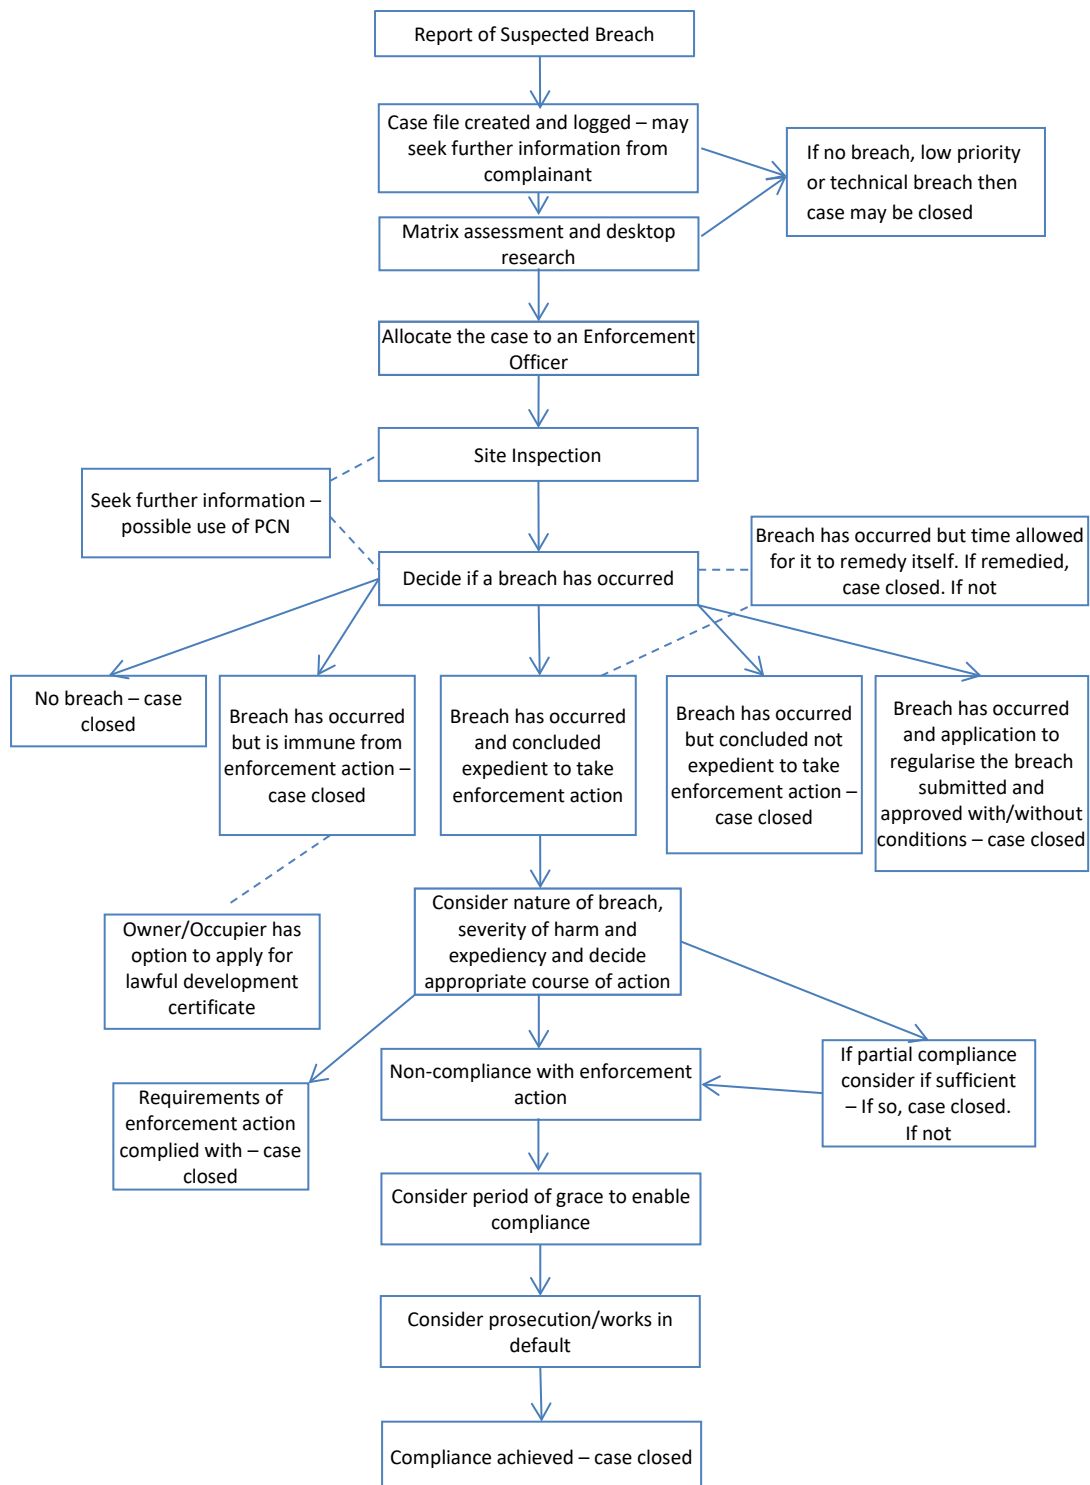 Report of Suspected Breach
Case file created and logged – may
seek further information from
complainant
If no breach, low priority
or technical breach then
case may be closed
Matrix assessment and desktop
research
Allocate the case to an Enforcement
Officer
Site Inspection
Seek further information –
possible use of PCN
Breach has occurred but time allowed
for it to remedy itself. If remedied,
case closed. If not
Decide if a breach has occurred
No breach – case
closed
Breach has occurred
but is immune from
enforcement action –
case closed
Breach has occurred
and concluded
expedient to take
enforcement action
Breach has occurred
but concluded not
expedient to take
enforcement action –
case closed
Breach has occurred
and application to
regularise the breach
submitted and
approved with/without
conditions – case closed
Consider nature of breach,
severity of harm and
expediency and decide
appropriate course of action
Owner/Occupier has
option to apply for
lawful development
certificate
Non-compliance with enforcement
action
If partial compliance
consider if sufficient
– If so, case closed.
If not
Requirements of
enforcement action
complied with – case
closed
Consider period of grace to enable
compliance
Consider prosecution/works in
default
Compliance achieved – case closed